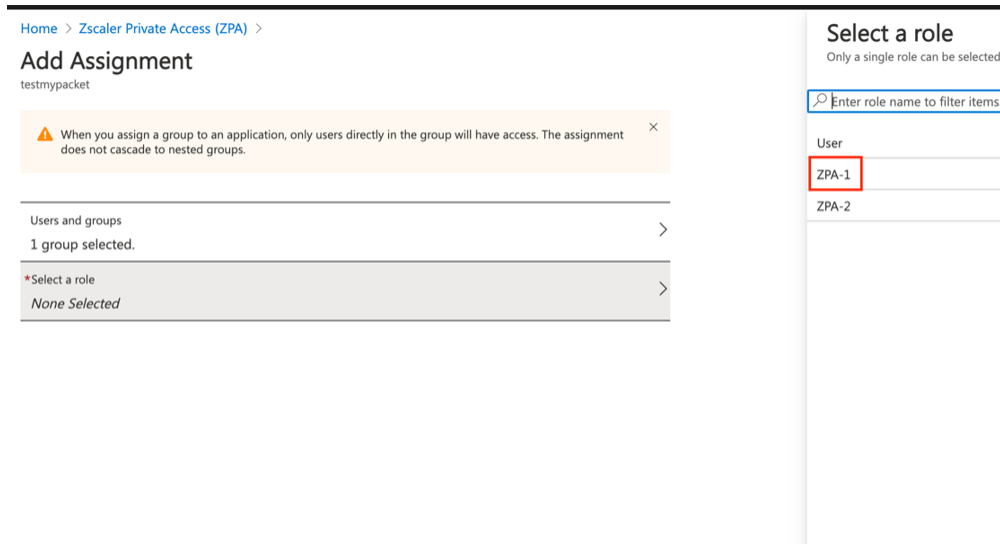 Home > Zscaler Private Access (ZPA) >
Add Assignment
testmypacket
When you assign a group to an application, only users directly in the group will have access. The assignment
does not cascade to nested groups.
Users and groups
1 group selected.
*Select a role
None Selected
Select a role
Only a single role can be selected
Enter role name to filter items
User
ZPA-1
ZPA-2